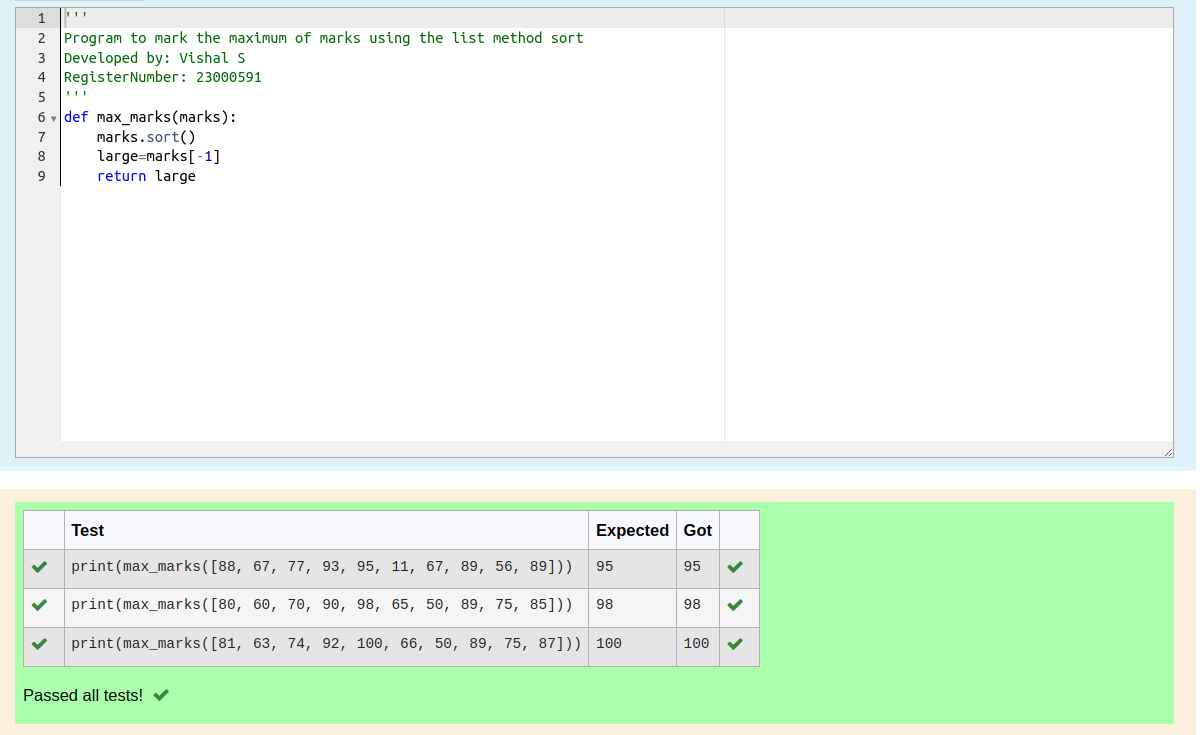 1 '''
2 Program to mark the maximum of marks using the list method sort
3 Developed by: Vishal S
4 RegisterNumber: 23000591
5 '''
6 def max_marks(marks):
7     marks.sort()
8     large=marks[-1]
9     return large
Test Expected Got
print(max_marks([88, 67, 77, 93, 95, 11, 67, 89, 56, 89])) 95 95
print(max_marks([80, 60, 70, 90, 98, 65, 50, 89, 75, 85])) 98 98
print(max_marks([81, 63, 74, 92, 100, 66, 50, 89, 75, 87])) 100 100
Passed all tests!